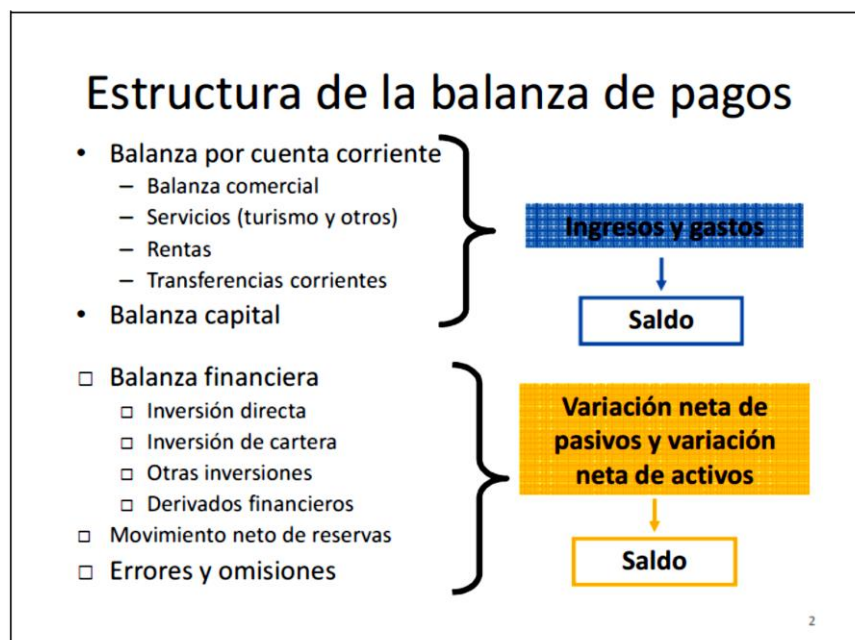 Estructura de la balanza de pagos
• Balanza por cuenta corriente
– Balanza comercial
– Servicios (turismo y otros)
– Rentas
– Transferencias corrientes
• Balanza capital
Ingresos y gastos
Saldo
□ Balanza financiera
□ Inversión directa
□ Inversión de cartera
□ Otras inversiones
□ Derivados financieros
□ Movimiento neto de reservas
□ Errores y omisiones
Variación neta de
pasivos y variación
neta de activos
Saldo
2